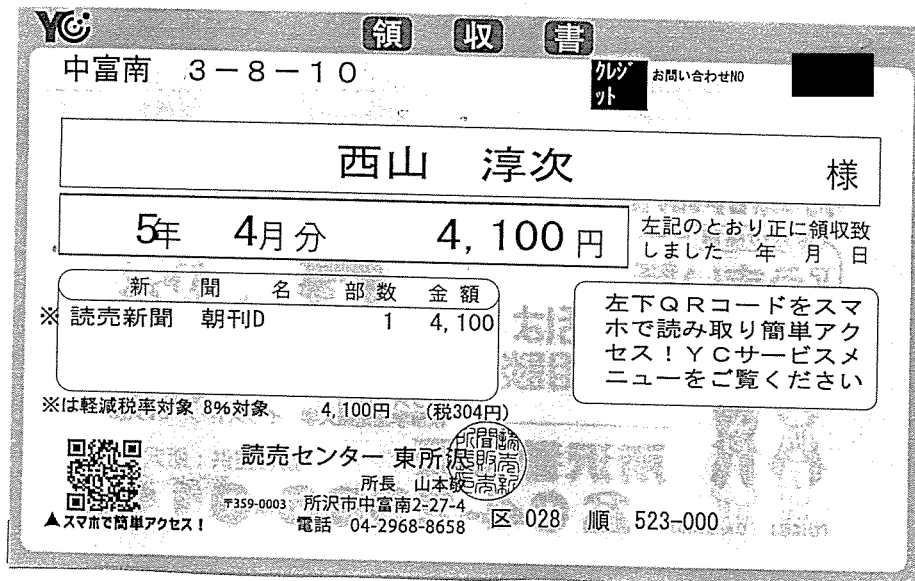 YC
領収書
中富南 3-8-10
クレジット
お問い合わせNO
西山 淳次 様
5年 4月分 4,100円
左記のとおり正に領収致
しました 年 月 日
新聞名 部数 金額
※ 読売新聞 朝刊D 1 4,100
左下QRコードをスマ
ホで読み取り簡単アク
セス!YCサービスメ
ニューをご覧ください
※は軽減税率対象 8%対象 4,100円 (税304円)
読売センター 東所沢
所長 山本敬
〒359-0003 所沢市中富南2-27-4
電話 04-2968-8658
区 028 順 523-000
▲スマホで簡単アクセス!